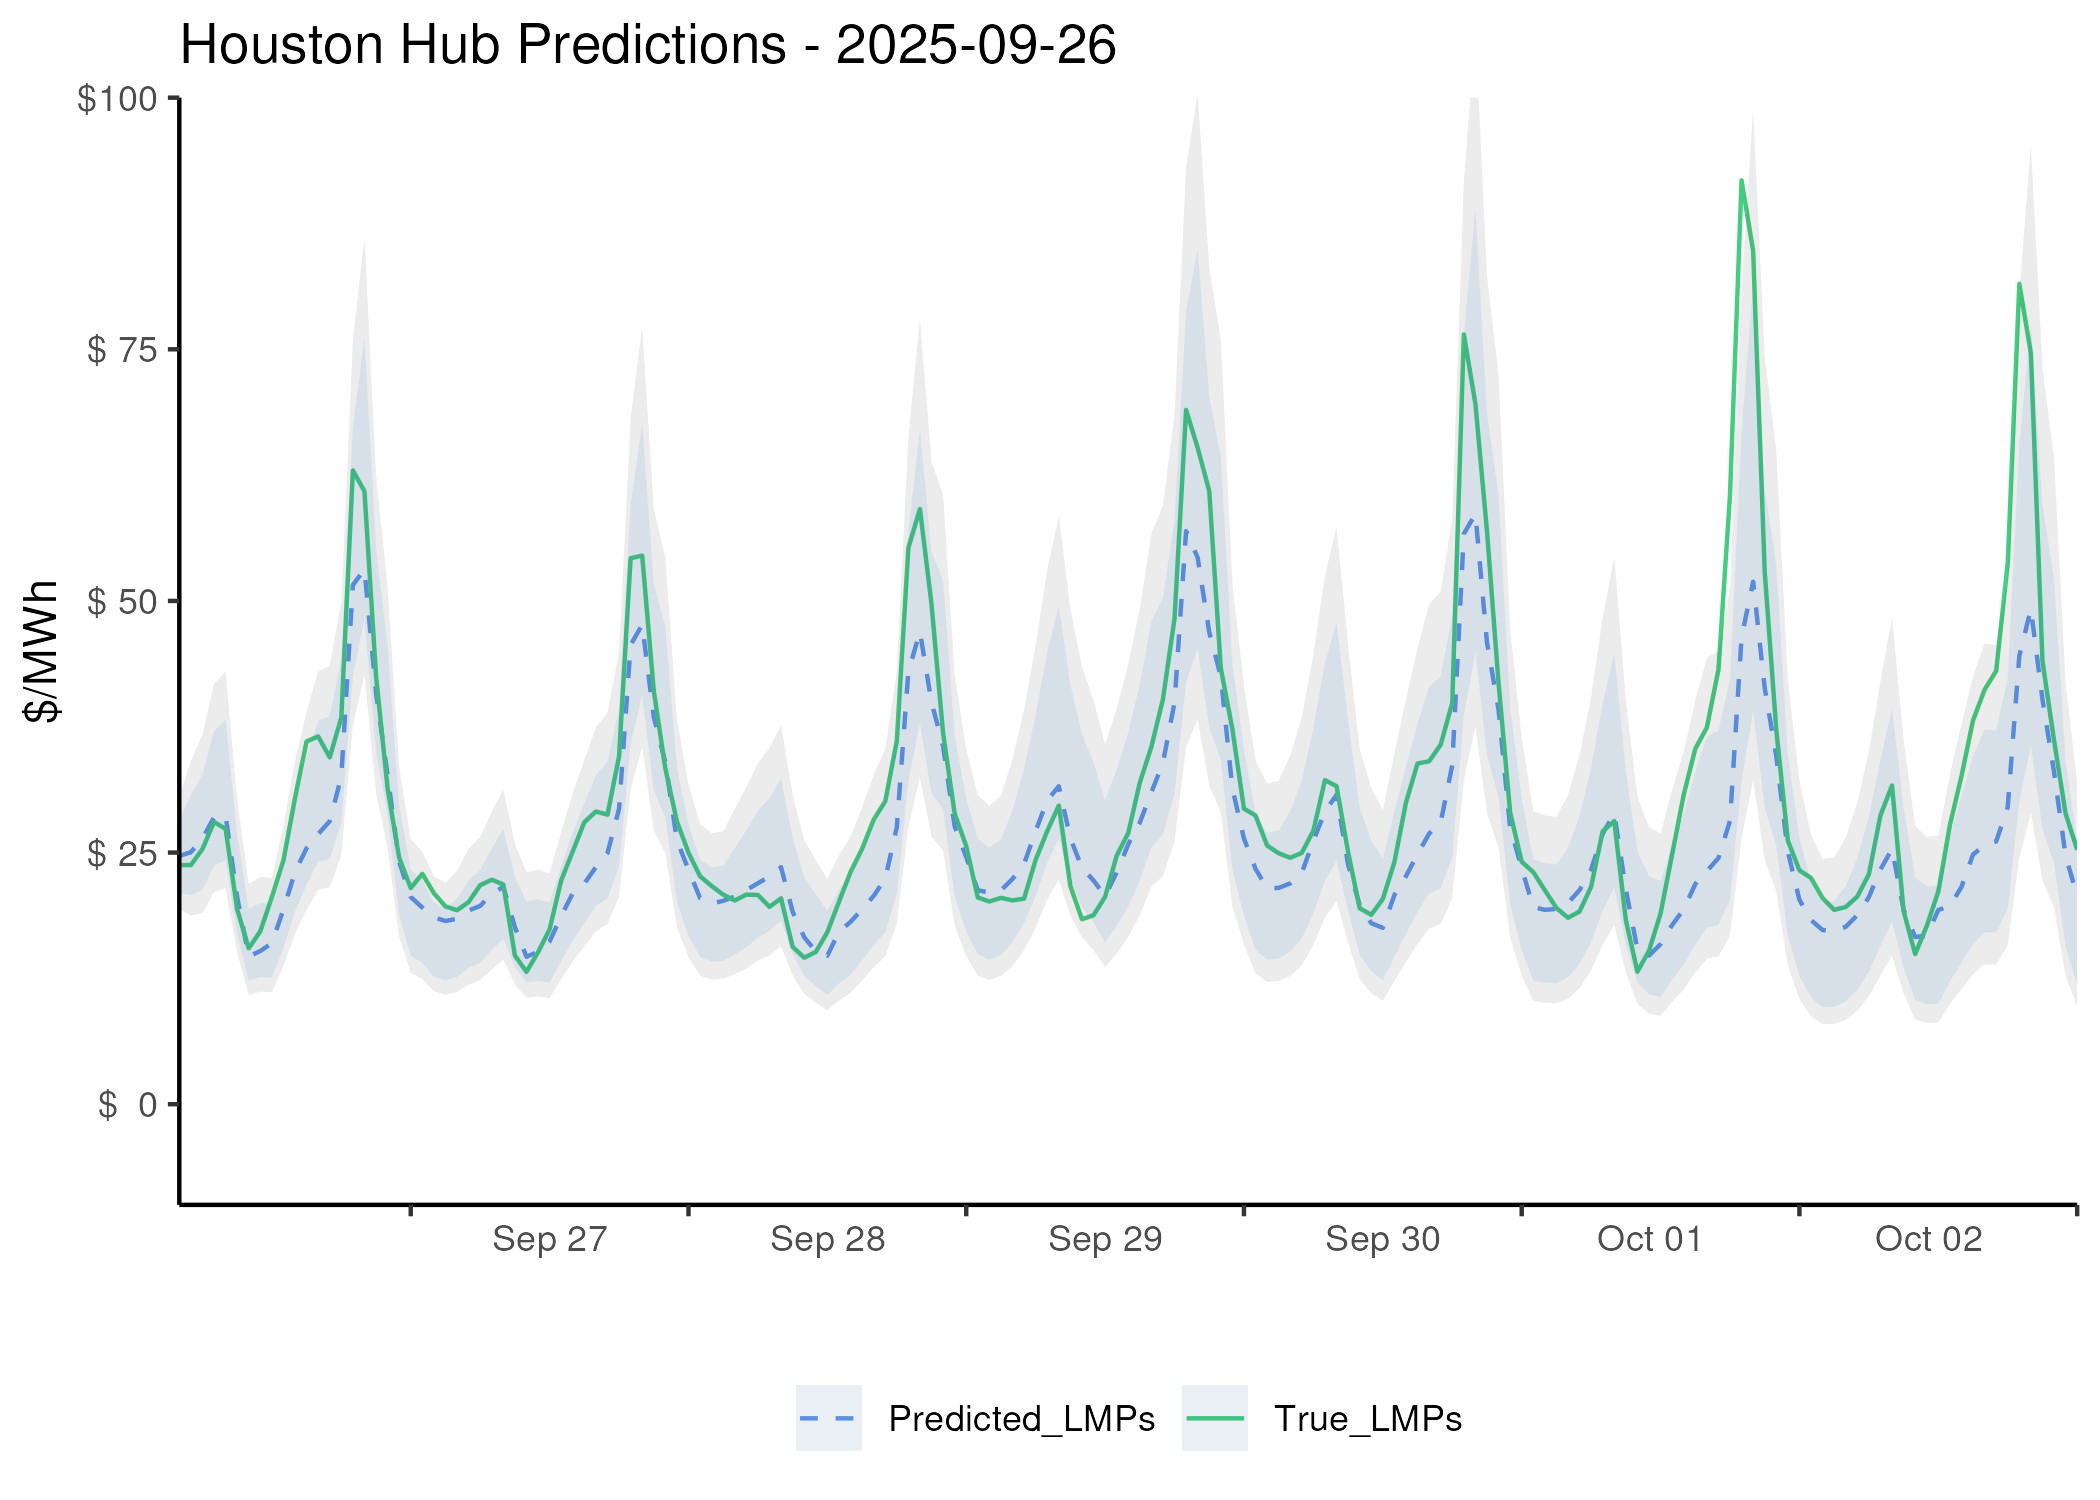 Houston Hub Predictions - 2025-09-26
$100
$ 75
$ 50
$ 25
$ 0
$/MWh
Sep 27
Sep 28
Sep 29
Sep 30
Oct 01
Oct 02
Predicted_LMPs
True_LMPs